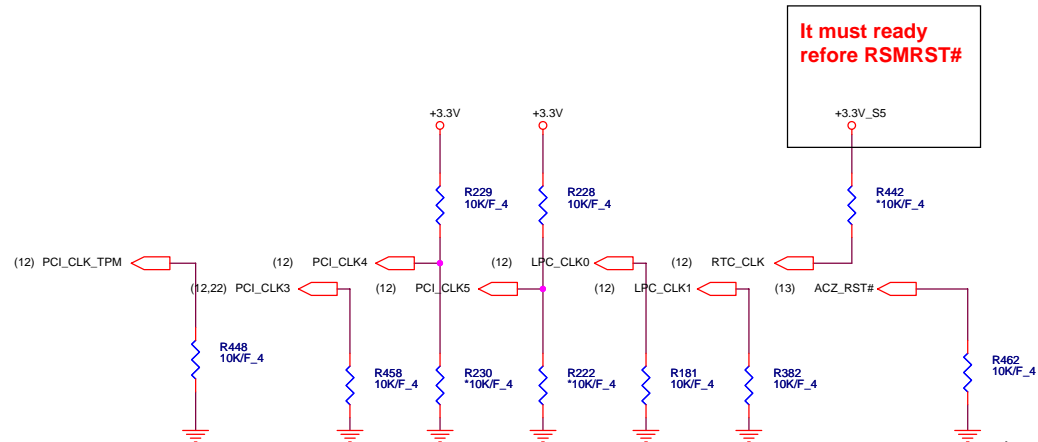 It must ready
refore RSMRST#
+3.3V
+3.3V
+3.3V_S5
R229
10K/F_4
R228
10K/F_4
R442
*10K/F_4
(12) PCI_CLK_TPM
(12) PCI_CLK4
(12) LPC_CLK0
(12) RTC_CLK
(12,22) PCI_CLK3
(12) PCI_CLK5
(12) LPC_CLK1
(13) ACZ_RST#
R448
10K/F_4
R458
10K/F_4
R230
*10K/F_4
R222
*10K/F_4
R181
10K/F_4
R382
10K/F_4
R462
10K/F_4